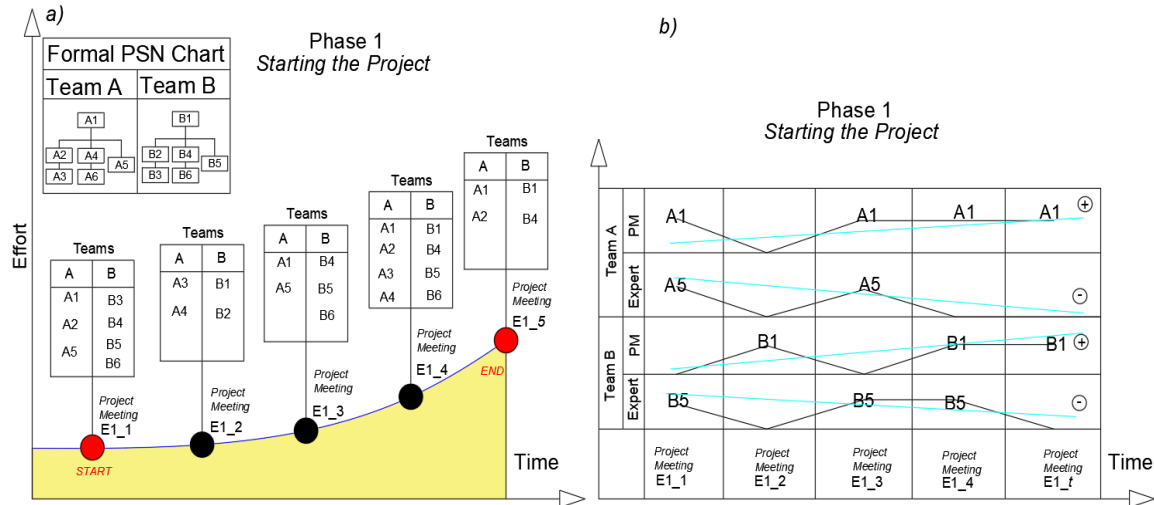 a)
Phase 1
Starting the Project
Formal PSN Chart
Team A Team B
A1
A2 A4 A5
A3 A6
B1
B2 B4 B5
B3 B6
Effort
Teams
A B
A1 B3
A2 B4
A5 B5
B6
Project
Meeting
E1_1
START
Teams
A B
A3 B1
A4 B2
Project
Meeting
E1_2
Teams
A B
A1 B4
A5 B5
B6
Project
Meeting
E1_3
Teams
A B
A1 B1
A2 B4
A3 B5
A4 B6
Project
Meeting
E1_4
Teams
A B
A1 B1
A2 B4
Project
Meeting
E1_5
END
Time
b)
Phase 1
Starting the Project
Team A
PM
A1 A1 A1 A1 +
Expert
A5 A5 -
Team B
PM
B1 B1 B1 +
Expert
B5 B5 B5 -
Project
Meeting
E1_1
Project
Meeting
E1_2
Project
Meeting
E1_3
Project
Meeting
E1_4
Project
Meeting
E1_t
Time